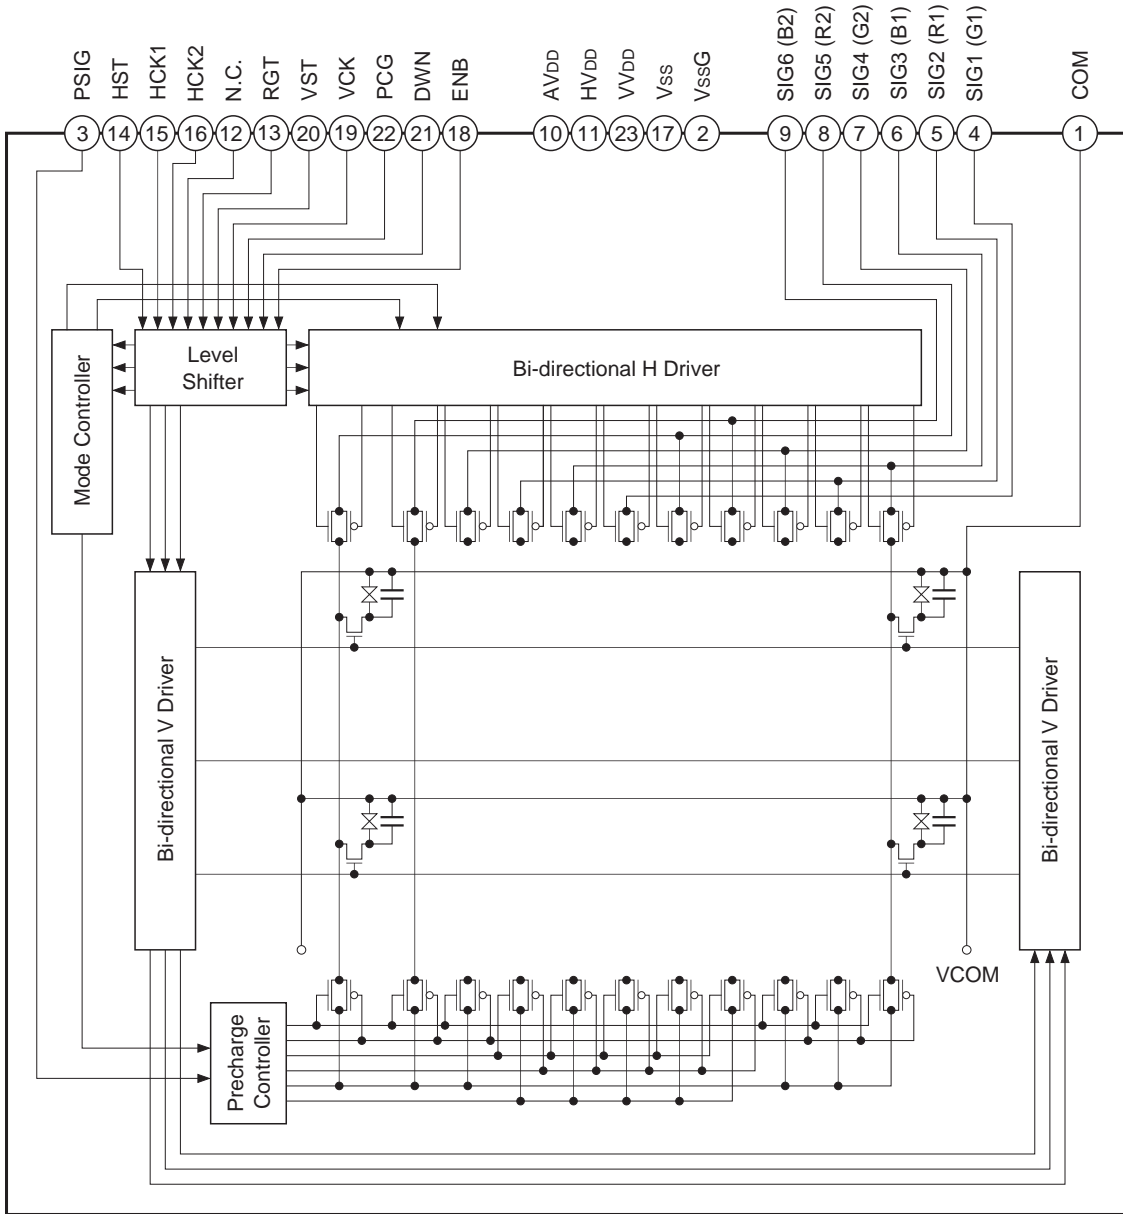 PSIG
HST
HCK1
HCK2
N.C.
RGT
VST
VCK
PCG
DWN
ENB
AVDD
HVDD
VVDD
VSS
VSSG
SIG6 (B2)
SIG5 (R2)
SIG4 (G2)
SIG3 (B1)
SIG2 (R1)
SIG1 (G1)
COM
3
14
15
16
12
13
20
19
22
21
18
10
11
23
17
2
9
8
7
6
5
4
1
Mode Controller
Level
Shifter
Bi-directional H Driver
Bi-directional V Driver
Bi-directional V Driver
VCOM
Precharge
Controller